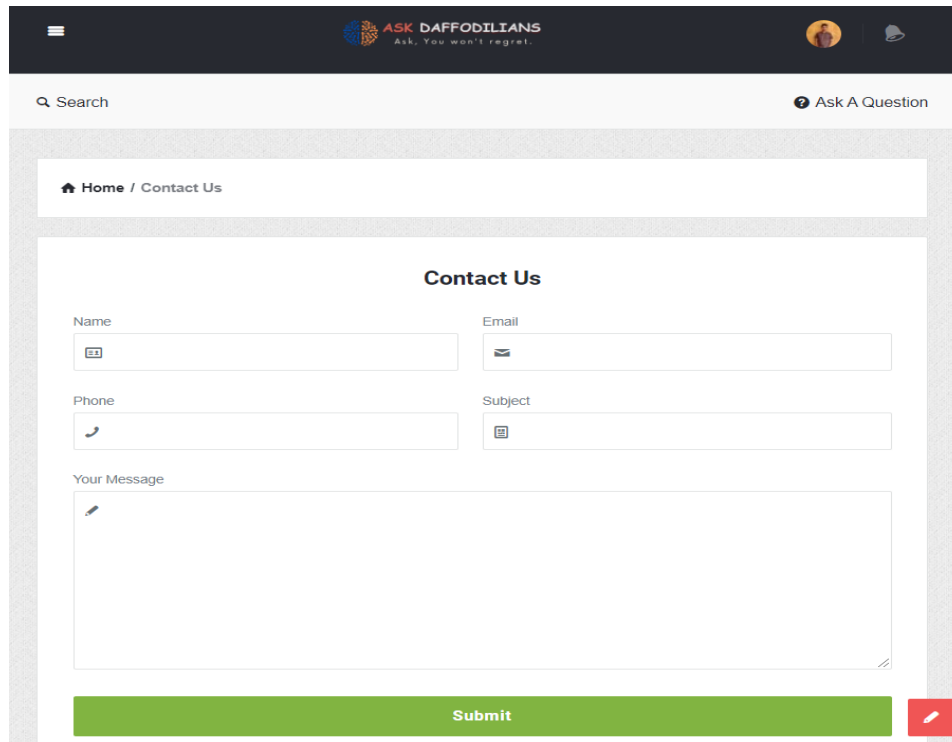 ASK DAFFODILIANS
Ask, You won't regret.
Search
Ask A Question
Home / Contact Us
Contact Us
Name
Email
Phone
Subject
Your Message
Submit